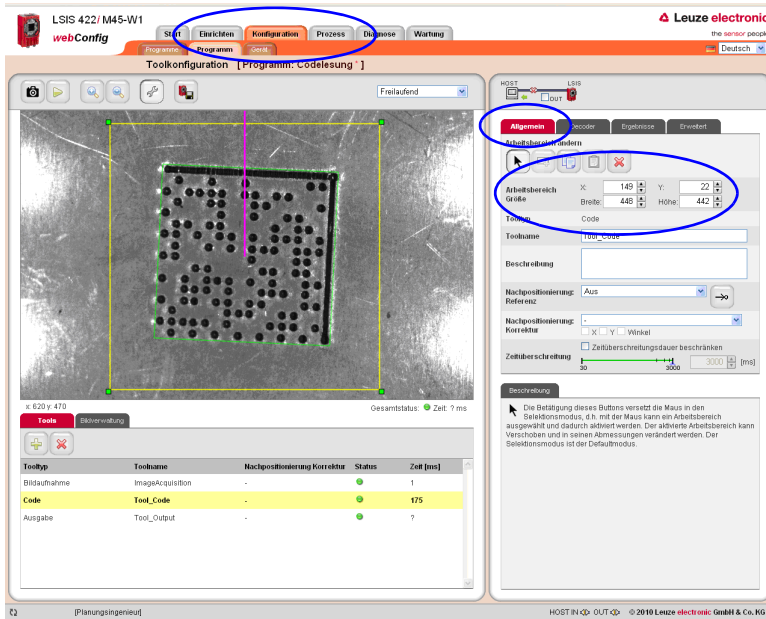 LSIS 422i M45-W1
webConfig
Start Einrichten Konfiguration Prozess Diagnose Wartung
Programme Programm Gerät
Leuze electronic
the sensor people
Deutsch
Toolkonfiguration [ Programm: Codelesung * ]
Freilaufend
HOST LSIS
OUT
Allgemein Decoder Ergebnisse Erweitert
Arbeitsbereich ändern
Arbeitsbereich
Größe
X: 149 Y: 22
Breite: 448 Höhe: 442
Tooltyp Code
Toolname Tool_Code
Beschreibung
Nachpositionierung: Aus
Referenz
Nachpositionierung: -
Korrektur X Y Winkel
Zeitüberschreitung Zeitüberschreitungsdauer beschränken
30 3000 3000 [ms]
Beschreibung
Die Betätigung dieses Buttons versetzt die Maus in den
Selektionsmodus, d.h. mit der Maus kann ein Arbeitsbereich
ausgewählt und dadurch aktiviert werden. Der aktivierte Arbeitsbereich kann
Verschoben und in seinen Abmessungen verändert werden. Der
Selektionsmodus ist der Defaultmodus.
x: 620 y: 470 Gesamtstatus: Zeit: ? ms
Tools Bildverwaltung
Tooltyp Toolname Nachpositionierung Korrektur Status Zeit [ms]
Bildaufnahme ImageAcquisition - 1
Code Tool_Code - 175
Ausgabe Tool_Output - ?
[Planungsingenieur] HOST IN OUT © 2010 Leuze electronic GmbH & Co. KG